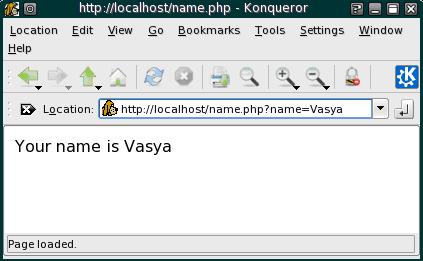 http://localhost/name.php - Konqueror
Location Edit View Go Bookmarks Tools Settings Window
Help
Location: http://localhost/name.php?name=Vasya
Your name is Vasya
Page loaded.